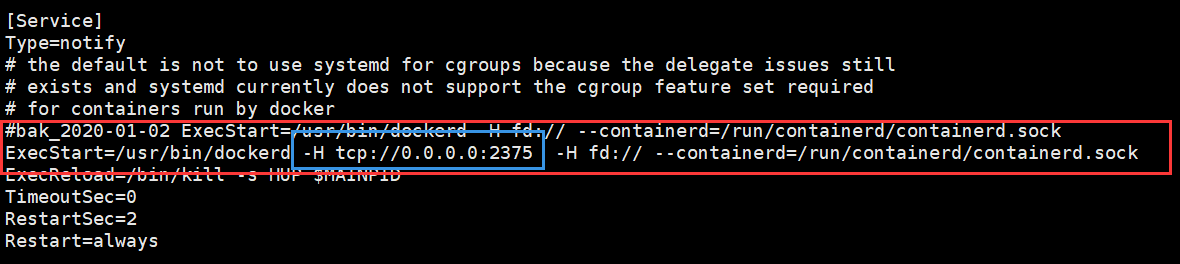 [Service]
Type=notify
# the default is not to use systemd for cgroups because the delegate issues still
# exists and systemd currently does not support the cgroup feature set required
# for containers run by docker
#bak_2020-01-02 ExecStart=/usr/bin/dockerd -H fd:// --containerd=/run/containerd/containerd.sock
ExecStart=/usr/bin/dockerd -H tcp://0.0.0.0:2375 -H fd:// --containerd=/run/containerd/containerd.sock
ExecReload=/bin/kill -s HUP $MAINPID
TimeoutSec=0
RestartSec=2
Restart=always